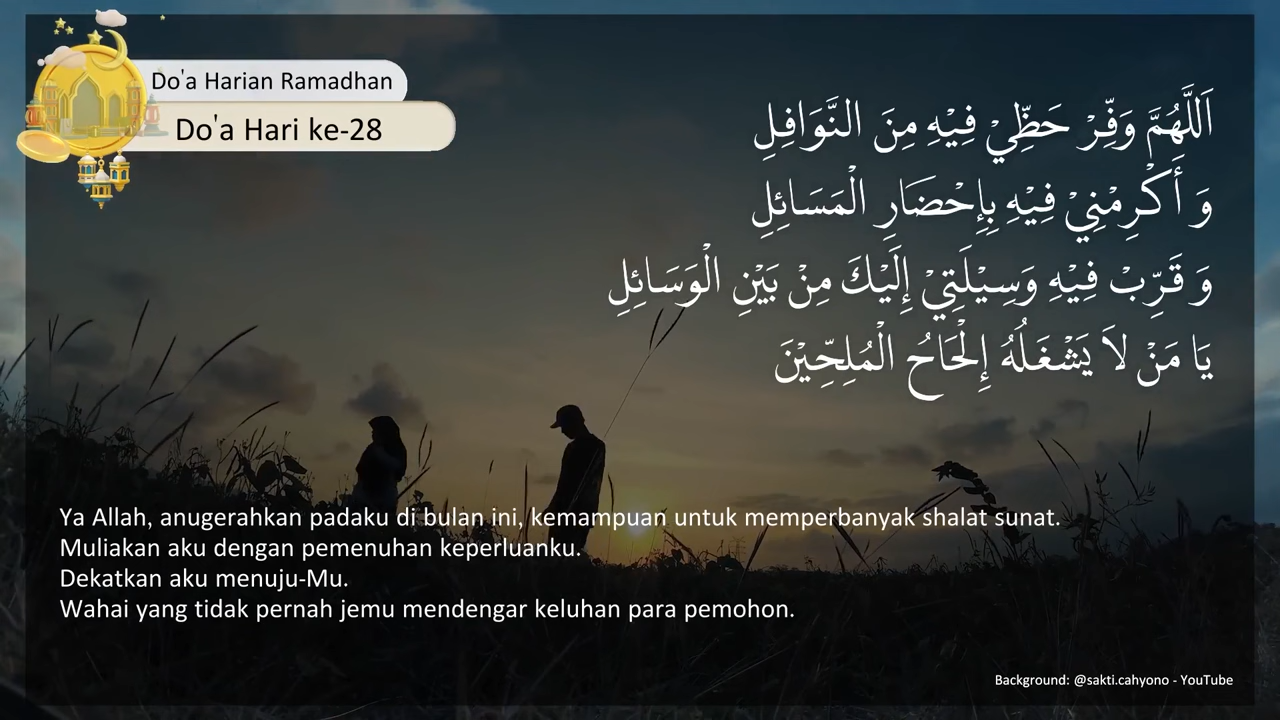 Do'a Harian Ramadhan
Do'a Hari ke-28
اَللَّهُمَّ وَفِّرْ حَظِّيْ فِيْهِ مِنَ النَّوَافِلِ
وَ أَكْرِمْنِيْ فِيْهِ بِإِحْضَارِ الْمَسَائِلِ
وَ قَرِّبْ فِيْهِ وَسِيْلَتِيْ إِلَيْكَ مِنْ بَيْنِ الْوَسَائِلِ
يَا مَنْ لاَ يَشْغَلُهُ إِلْحَاحُ الْمُلِحِّيْنَ
Ya Allah, anugerahkan padaku di bulan ini, kemampuan untuk memperbanyak shalat sunat.
Muliakan aku dengan pemenuhan keperluanku.
Dekatkan aku menuju-Mu.
Wahai yang tidak pernah jemu mendengar keluhan para pemohon.
Background: @sakti.cahyono - YouTube